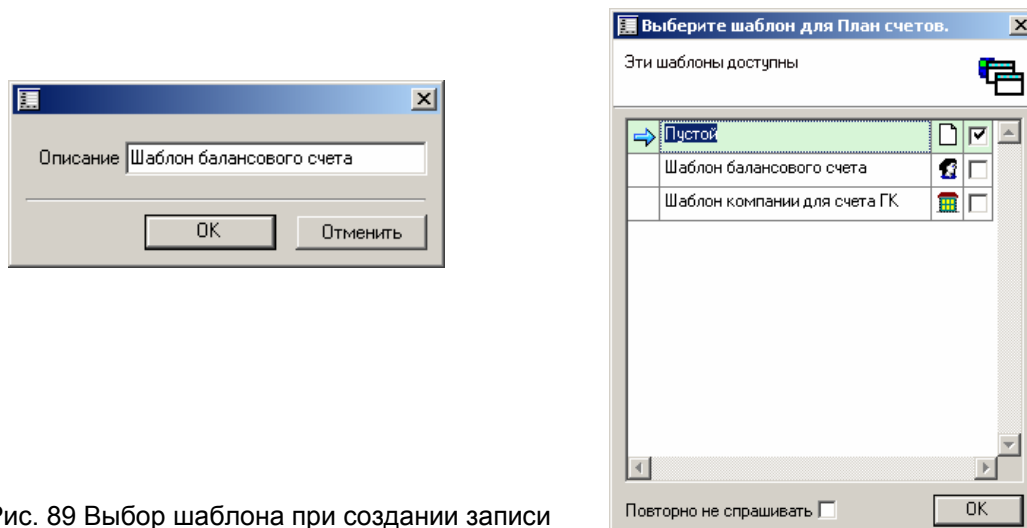 Описание Шаблон балансового счета
OK Отменить
Выберите шаблон для План счетов.
Эти шаблоны доступны
Пустой
Шаблон балансового счета
Шаблон компании для счета ГК
Повторно не спрашивать OK
Рис. 89 Выбор шаблона при создании записи